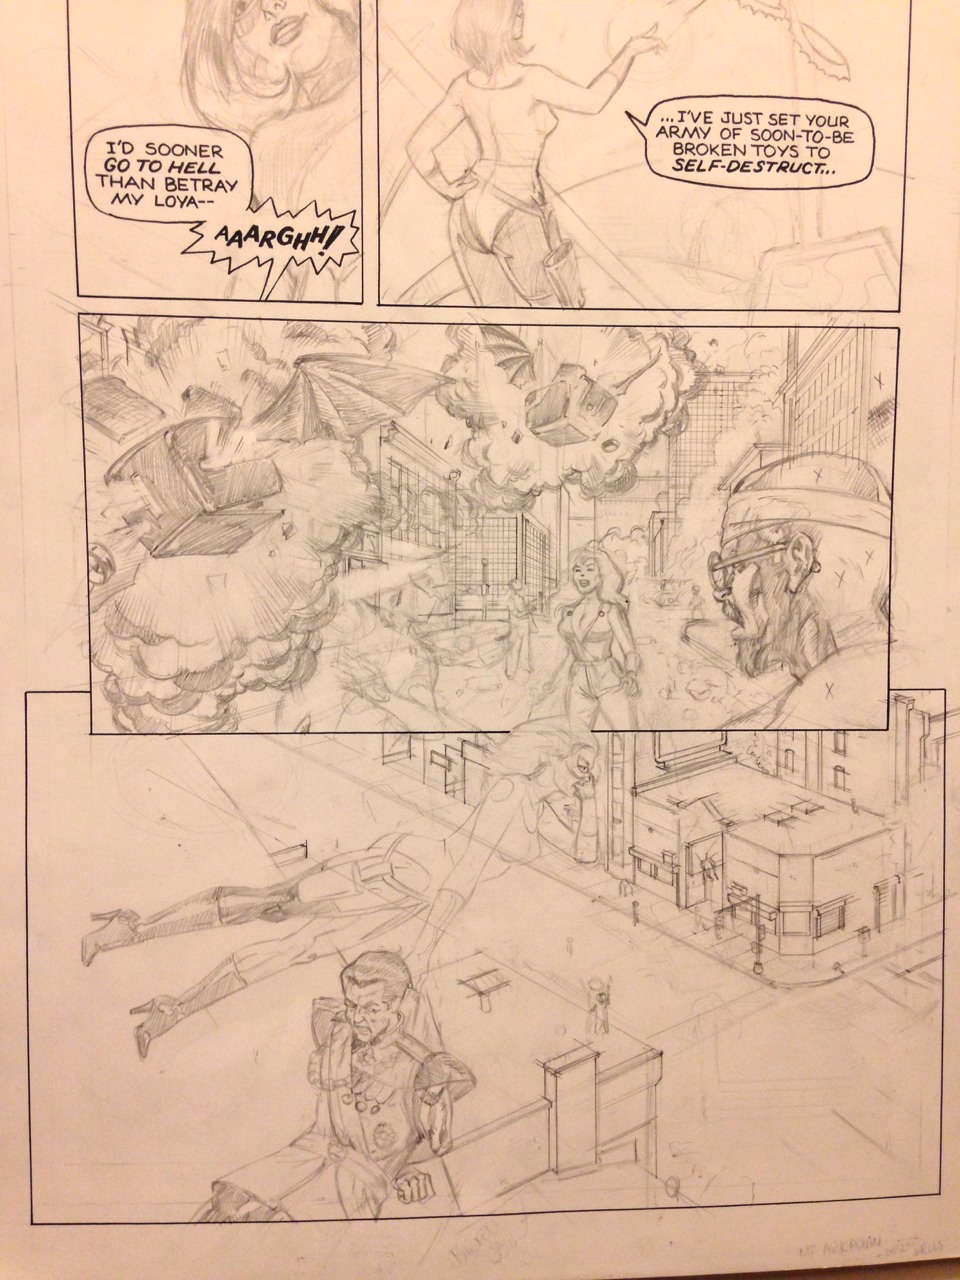 I'D SOONER
GO TO HELL
THAN BETRAY
MY LOYA--
AAARGHH!
...I'VE JUST SET YOUR
ARMY OF SOON-TO-BE
BROKEN TOYS TO
SELF-DESTRUCT...